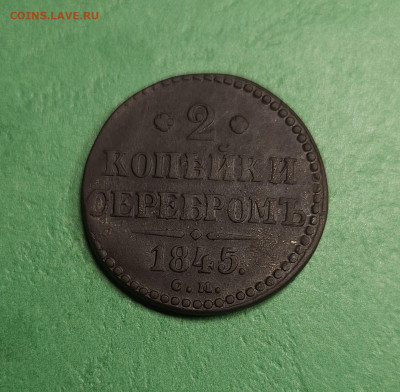 COINS.LAVE.RU
2
КОПѢЙКИ
СЕРЕБРОМЪ
1845.
С.М.